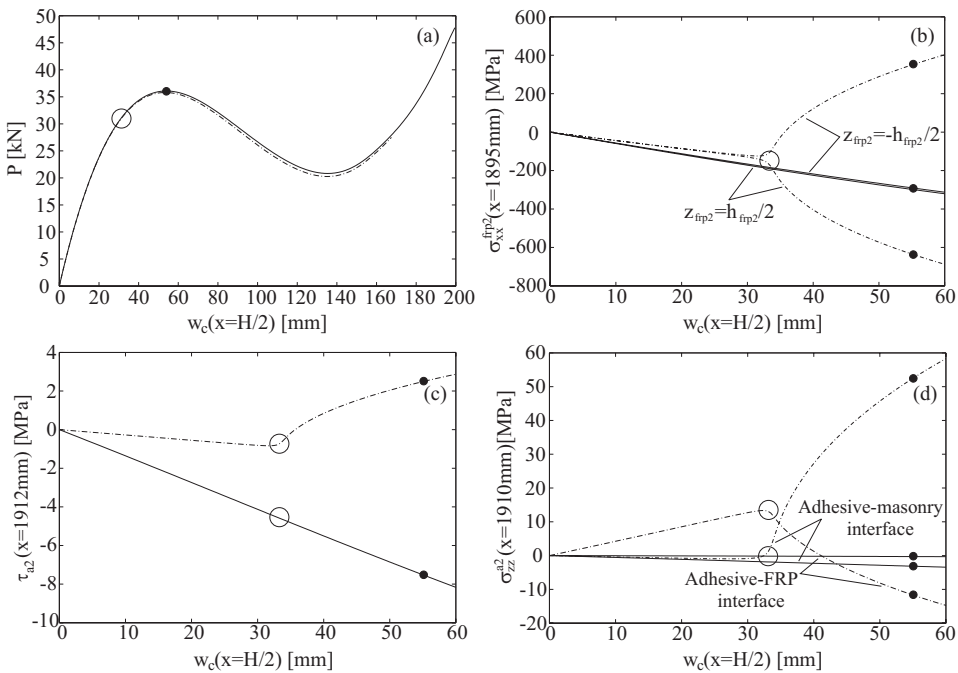 50
45
40
35
30
25
20
15
10
5
0
P [kN]
(a)
0 20 40 60 80 100 120 140 160 180 200
w_c(x=H/2) [mm]
400
200
0
-200
-400
-600
-800
σ_xx^frp2(x=1895mm) [MPa]
(b)
z_frp2=-h_frp2/2
z_frp2=h_frp2/2
0 10 20 30 40 50 60
w_c(x=H/2) [mm]
4
2
0
-2
-4
-6
-8
-10
τ_a2(x=1912mm) [MPa]
(c)
0 10 20 30 40 50 60
w_c(x=H/2) [mm]
60
50
40
30
20
10
0
-10
-20
σ_zz^a2(x=1910mm)[MPa]
(d)
Adhesive-masonry
interface
Adhesive-FRP
interface
0 10 20 30 40 50 60
w_c(x=H/2) [mm]